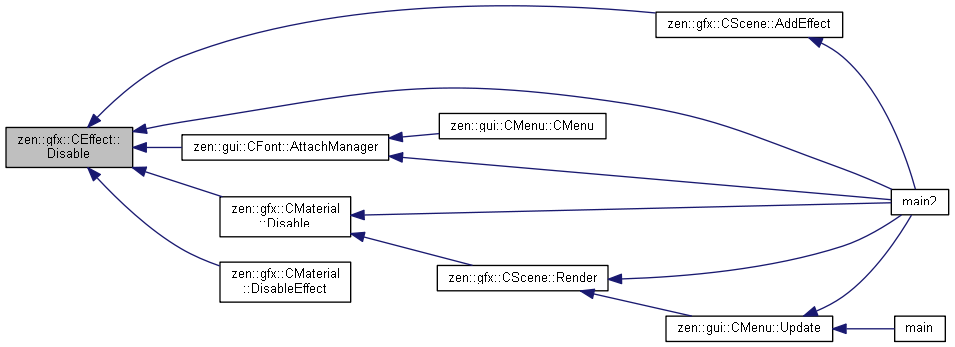 zen::gfx::CScene::AddEffect
zen::gui::CMenu::CMenu
zen::gfx::CEffect::
Disable
zen::gui::CFont::AttachManager
zen::gfx::CMaterial
::Disable
main2
zen::gfx::CMaterial
::DisableEffect
zen::gfx::CScene::Render
zen::gui::CMenu::Update
main